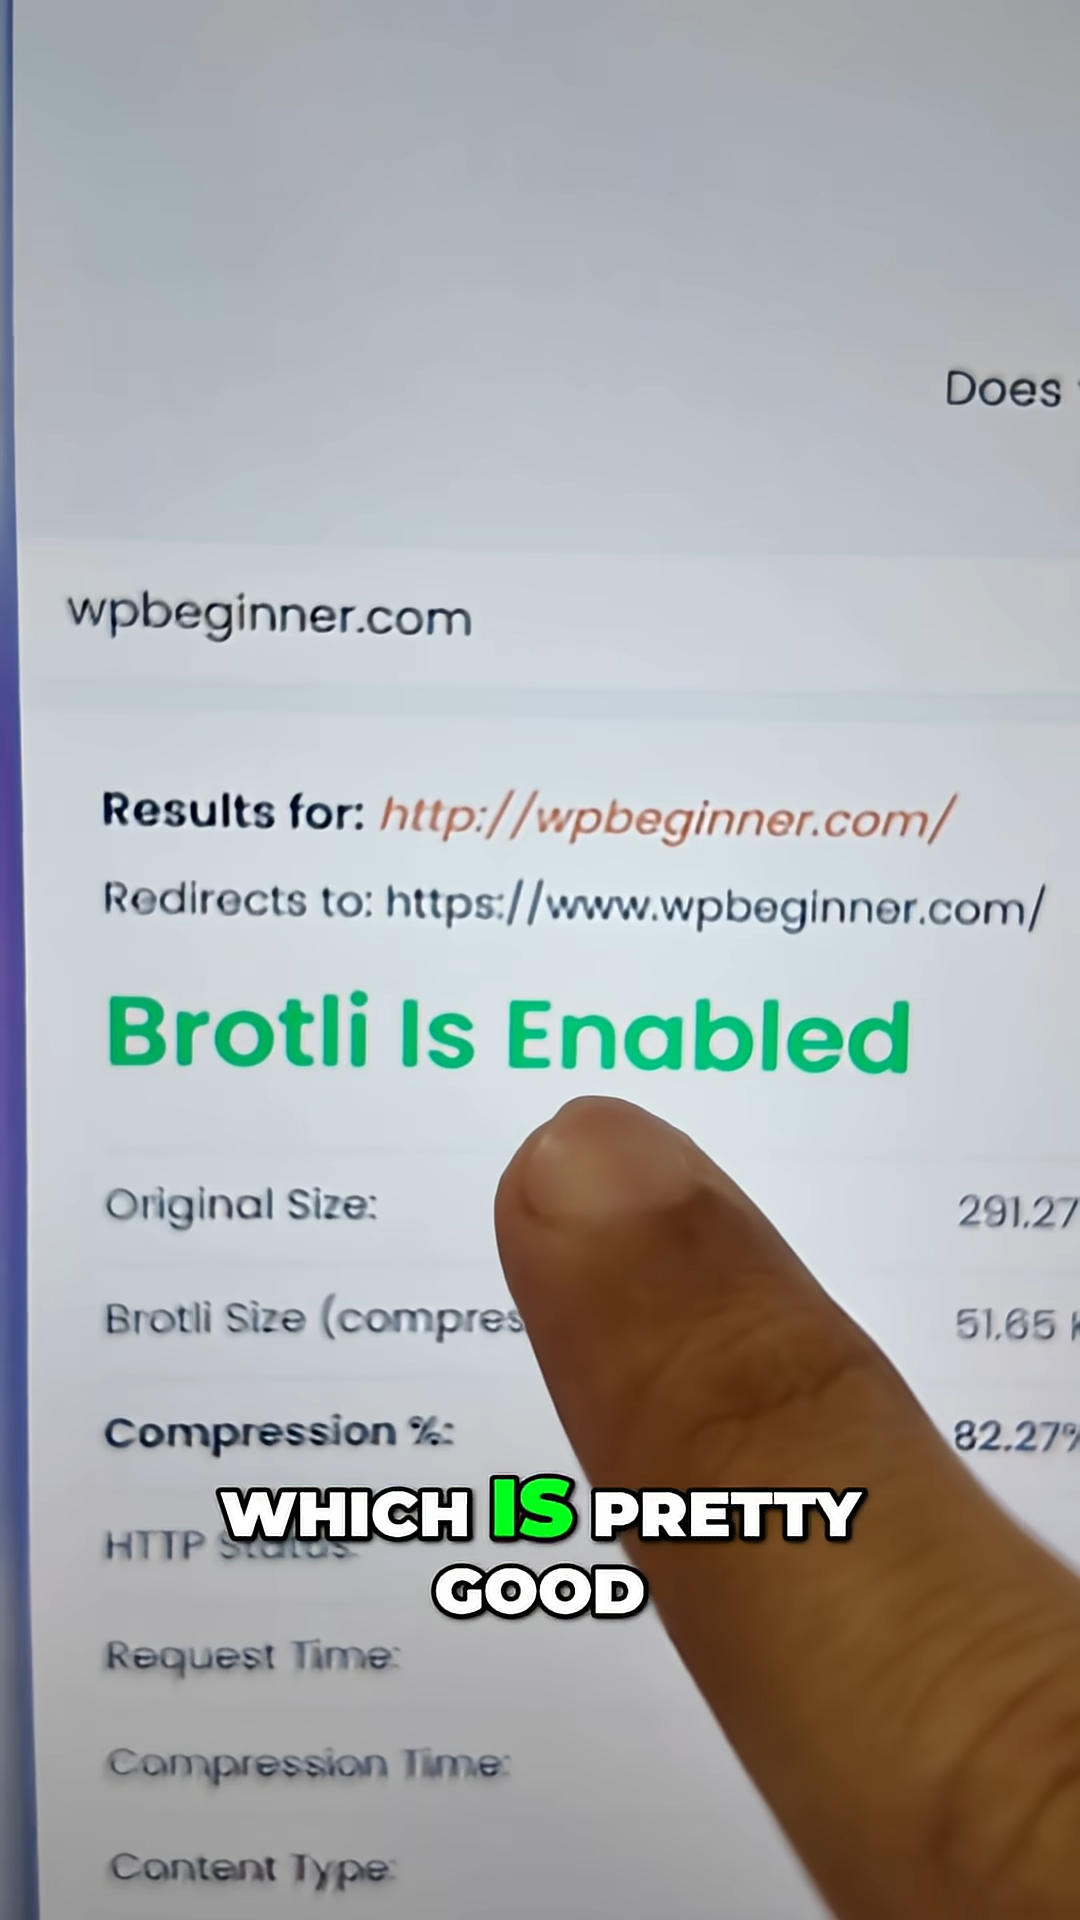 Does
wpbeginner.com
Results for: http://wpbeginner.com/
Redirects to: https://www.wpbeginner.com/
Brotli Is Enabled
Original Size: 291.27
Brotli Size (compres 51.65 K
Compression %: 82.27%
WHICH IS PRETTY
HTTP Status:
GOOD
Request Time:
Compression Time:
Content Type: